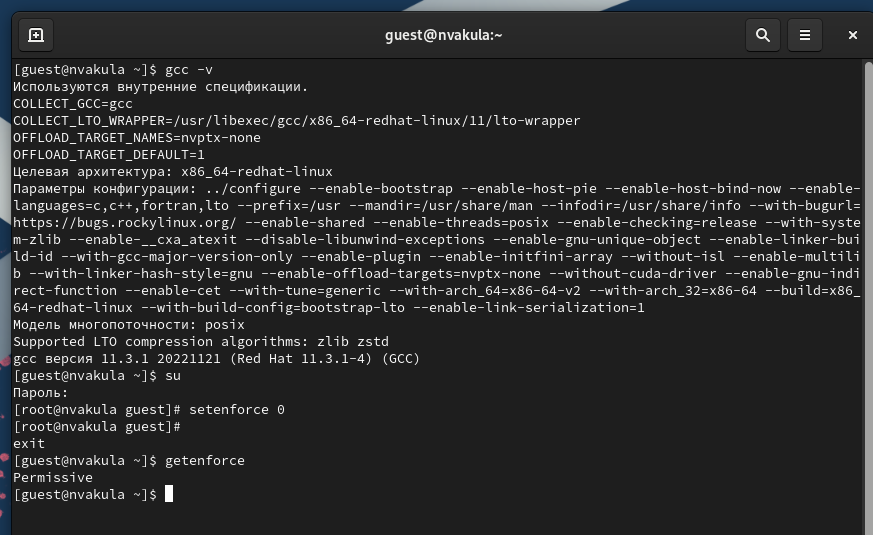 guest@nvakula:~
[guest@nvakula ~]$ gcc -v
Используются внутренние спецификации.
COLLECT_GCC=gcc
COLLECT_LTO_WRAPPER=/usr/libexec/gcc/x86_64-redhat-linux/11/lto-wrapper
OFFLOAD_TARGET_NAMES=nvptx-none
OFFLOAD_TARGET_DEFAULT=1
Целевая архитектура: x86_64-redhat-linux
Параметры конфигурации: ../configure --enable-bootstrap --enable-host-pie --enable-host-bind-now --enable-
languages=c,c++,fortran,lto --prefix=/usr --mandir=/usr/share/man --infodir=/usr/share/info --with-bugurl=
https://bugs.rockylinux.org/ --enable-shared --enable-threads=posix --enable-checking=release --with-syste
m-zlib --enable-__cxa_atexit --disable-libunwind-exceptions --enable-gnu-unique-object --enable-linker-bui
ld-id --with-gcc-major-version-only --enable-plugin --enable-initfini-array --without-isl --enable-multili
b --with-linker-hash-style=gnu --enable-offload-targets=nvptx-none --without-cuda-driver --enable-gnu-indi
rect-function --enable-cet --with-tune=generic --with-arch_64=x86-64-v2 --with-arch_32=x86-64 --build=x86_
64-redhat-linux --with-build-config=bootstrap-lto --enable-link-serialization=1
Модель многопоточности: posix
Supported LTO compression algorithms: zlib zstd
gcc версия 11.3.1 20221121 (Red Hat 11.3.1-4) (GCC)
[guest@nvakula ~]$ su
Пароль:
[root@nvakula guest]# setenforce 0
[root@nvakula guest]#
exit
[guest@nvakula ~]$ getenforce
Permissive
[guest@nvakula ~]$